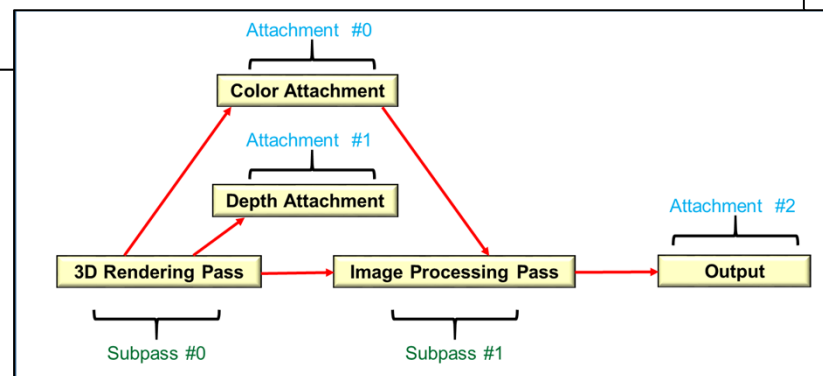 Attachment #0
Color Attachment
Attachment #1
Depth Attachment
Attachment #2
3D Rendering Pass
Image Processing Pass
Output
Subpass #0
Subpass #1